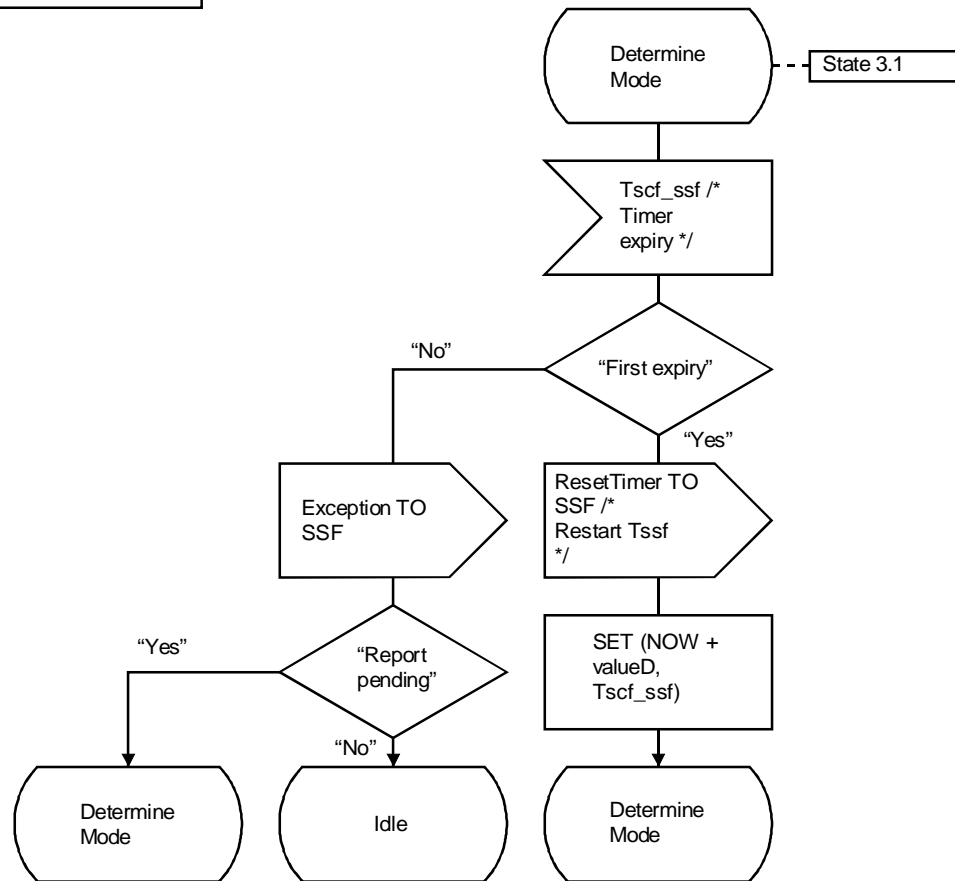 Determine
Mode
State 3.1
Tscf_ssf /*
Timer
expiry */
“No”
“First expiry”
“Yes”
Exception TO
SSF
ResetTimer TO
SSF /*
Restart Tssf
*/
“Yes”
“Report
pending”
SET (NOW +
valueD,
Tscf_ssf)
“No”
Determine
Mode
Idle
Determine
Mode